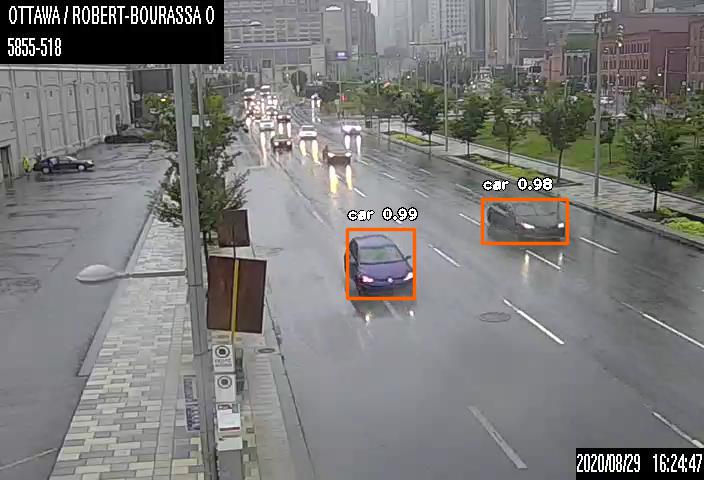 OTTAWA / ROBERT-BOURASSA O
5855-518
car 0.98
car 0.99
2020/08/29 16:24:47